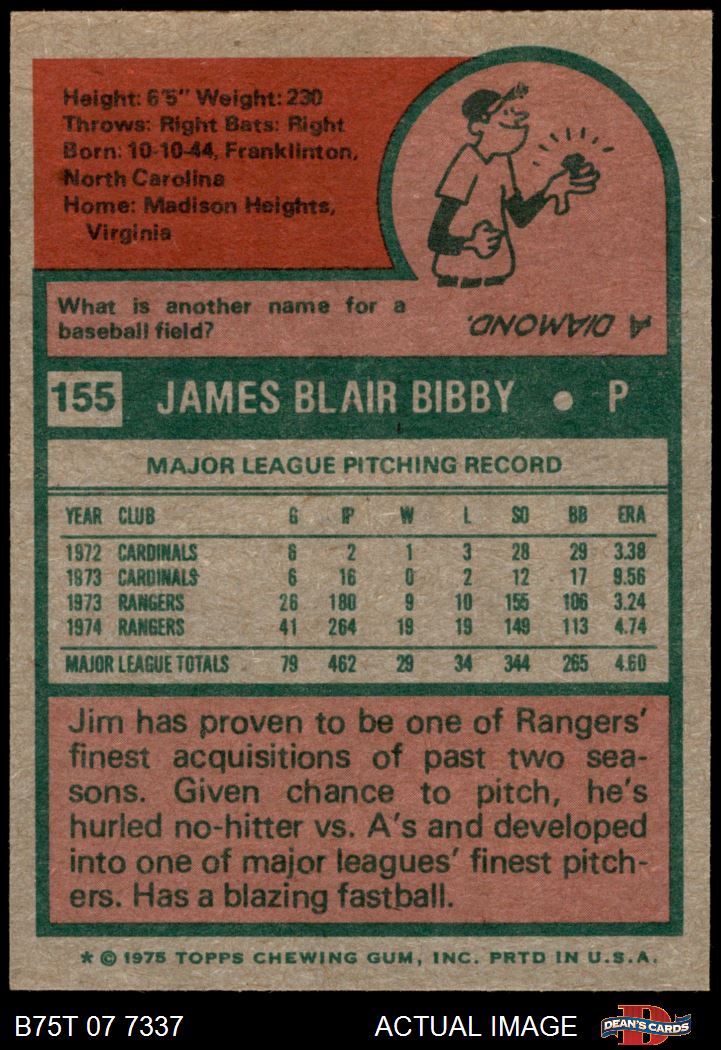 Height: 6'5" Weight: 230
Throws: Right Bats: Right
Born: 10-10-44, Franklinton,
North Carolina
Home: Madison Heights,
Virginia
What is another name for a
baseball field?
A DIAMOND.
155 JAMES BLAIR BIBBY • P
MAJOR LEAGUE PITCHING RECORD
YEAR CLUB G IP W L SO BB ERA
1972 CARDINALS 6 2 1 3 28 29 3.38
1973 CARDINALS 6 16 0 2 12 17 9.56
1973 RANGERS 26 180 9 10 155 106 3.24
1974 RANGERS 41 264 19 19 149 113 4.74
MAJOR LEAGUE TOTALS 79 462 29 34 344 265 4.60
Jim has proven to be one of Rangers'
finest acquisitions of past two sea-
sons. Given chance to pitch, he's
hurled no-hitter vs. A's and developed
into one of major leagues' finest pitch-
ers. Has a blazing fastball.
* © 1975 TOPPS CHEWING GUM, INC. PRTD IN U.S.A.
B75T 07 7337 ACTUAL IMAGE DEAN'S CARDS